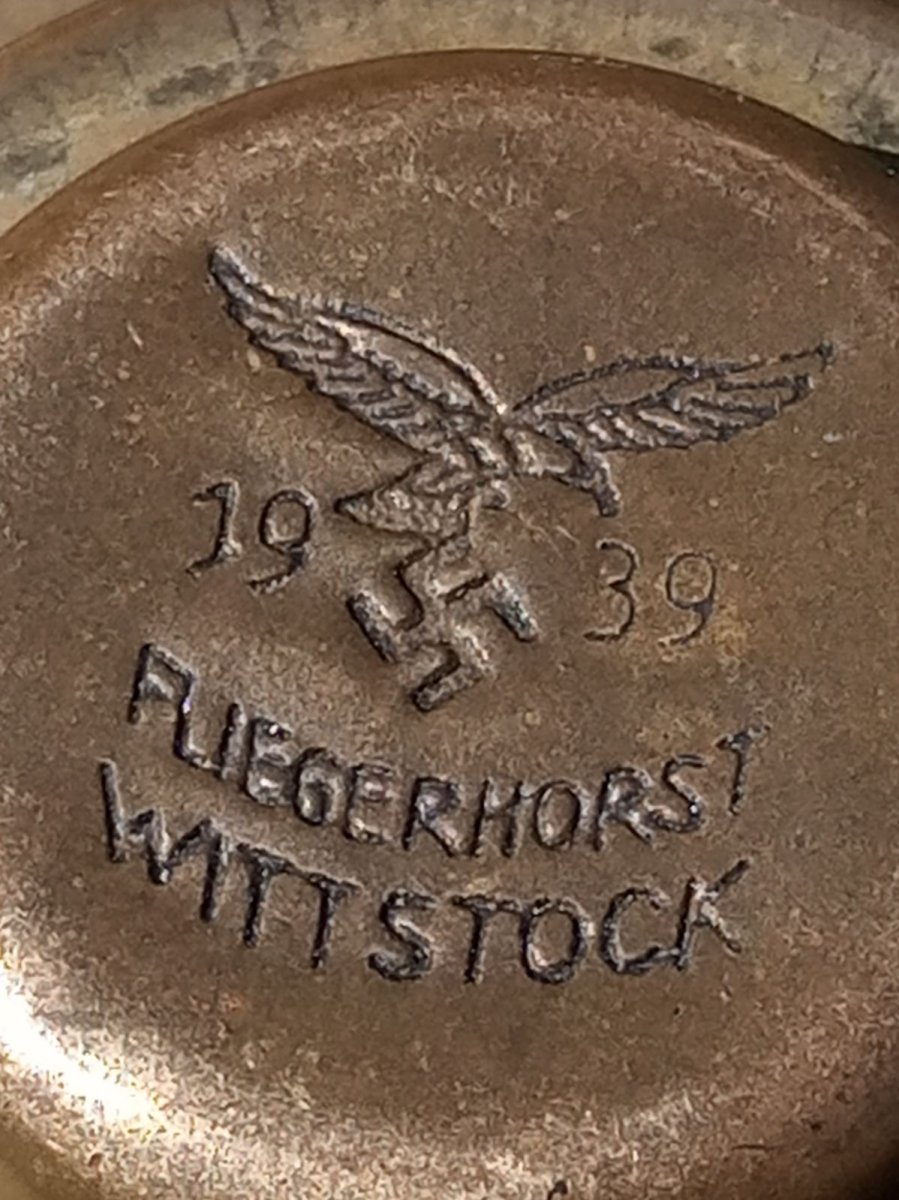 19 39
FLIEGERHORST
WITTSTOCK